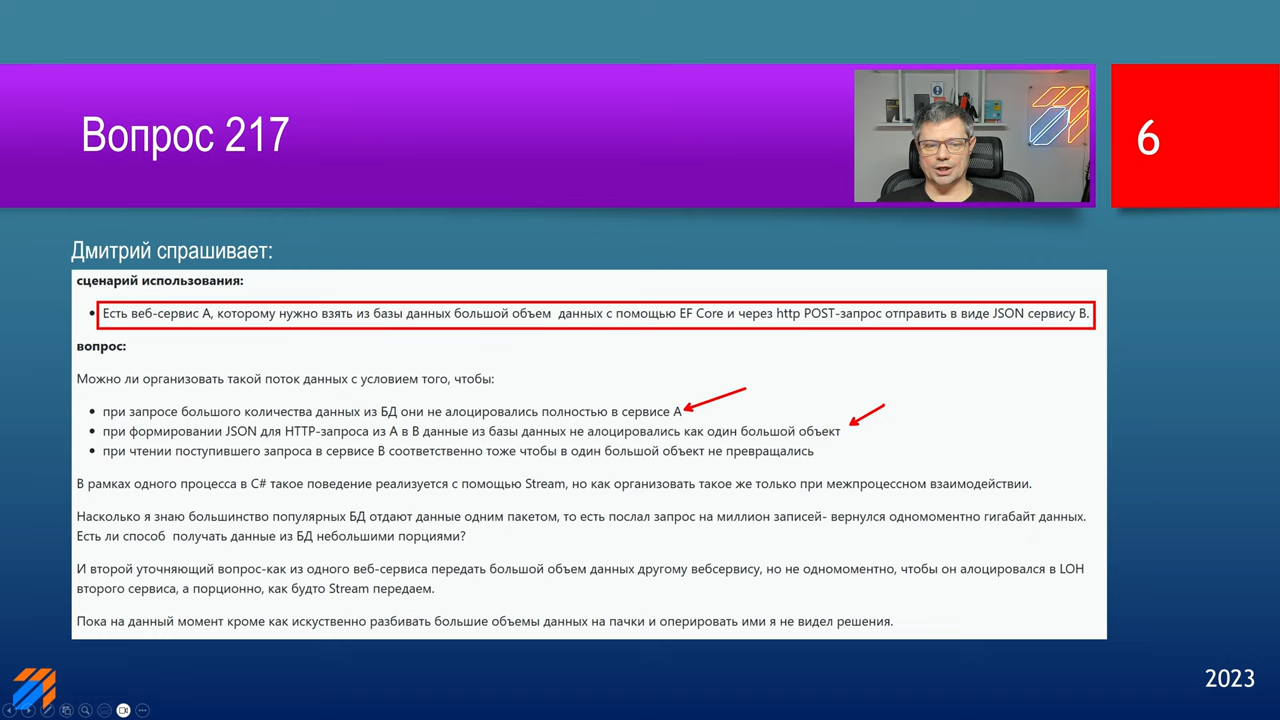 Вопрос 217
6
Дмитрий спрашивает:
сценарий использования:
• Есть веб-сервис А, которому нужно взять из базы данных большой объем данных с помощью EF Core и через http POST-запрос отправить в виде JSON сервису В.
вопрос:
Можно ли организовать такой поток данных с условием того, чтобы:
• при запросе большого количества данных из БД они не алоцировались полностью в сервисе А
• при формировании JSON для HTTP-запроса из А в В данные из базы данных не алоцировались как один большой объект
• при чтении поступившего запроса в сервисе В соответственно тоже чтобы в один большой объект не превращались
В рамках одного процесса в C# такое поведение реализуется с помощью Stream, но как организовать такое же только при межпроцессном взаимодействии.
Насколько я знаю большинство популярных БД отдают данные одним пакетом, то есть послал запрос на миллион записей- вернулся одномоментно гигабайт данных.
Есть ли способ получать данные из БД небольшими порциями?
И второй уточняющий вопрос-как из одного веб-сервиса передать большой объем данных другому вебсервису, но не одномоментно, чтобы он алоцировался в LOH
второго сервиса, а порционно, как будто Stream передаем.
Пока на данный момент кроме как искуственно разбивать большие объемы данных на пачки и оперировать ими я не видел решения.
2023